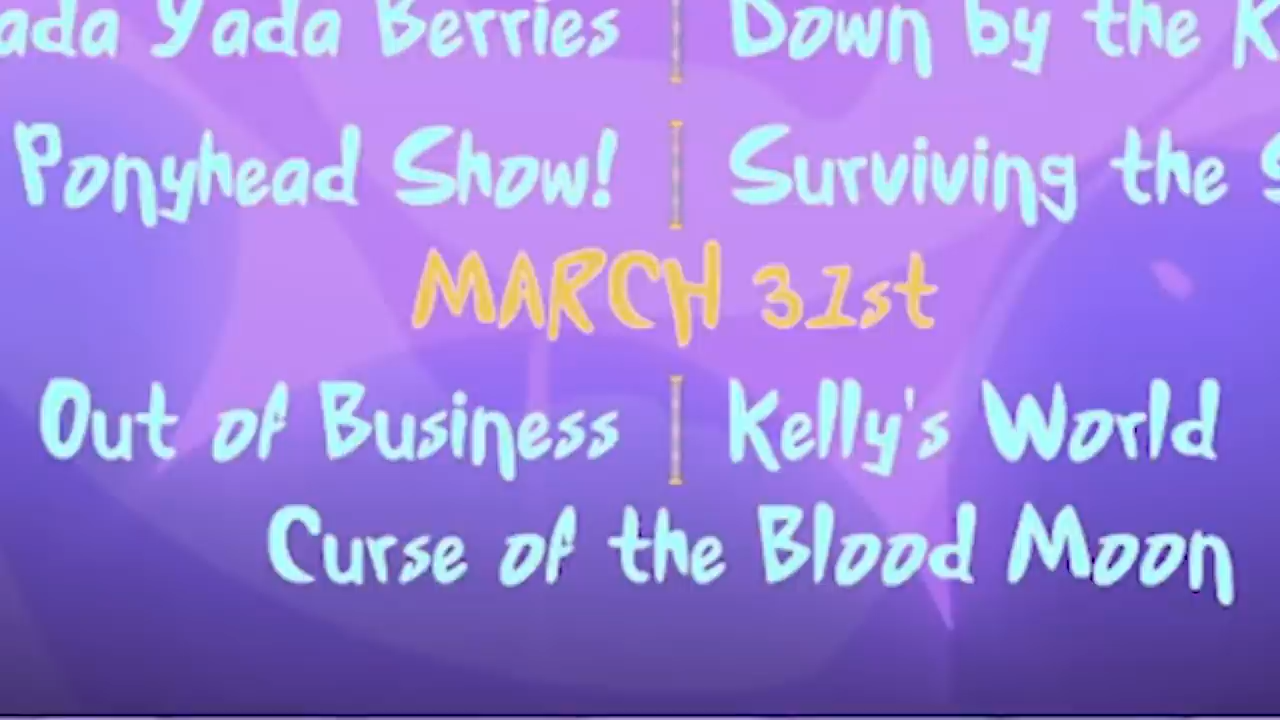 Yada Berries | Down by the
Ponyhead Show! | Surviving the
MARCH 31st
Out of Business | Kelly's World
Curse of the Blood Moon